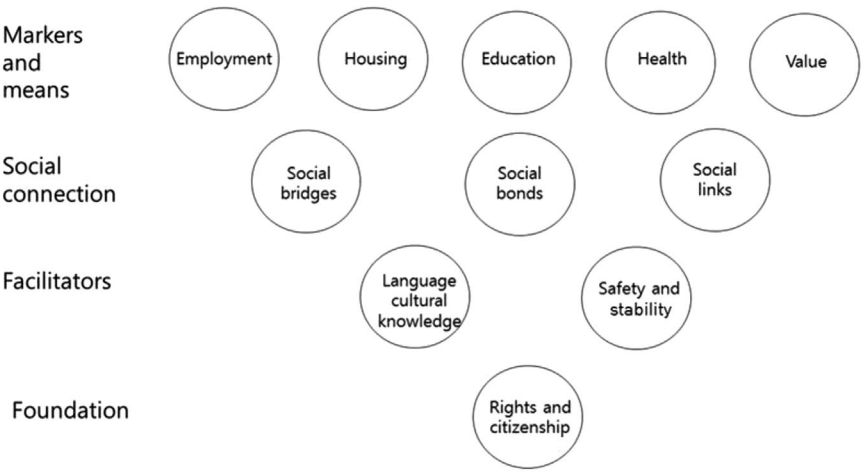 Markers
and
means
Employment
Housing
Education
Health
Value
Social
connection
Social
bridges
Social
bonds
Social
links
Facilitators
Language
cultural
knowledge
Safety and
stability
Foundation
Rights and
citizenship